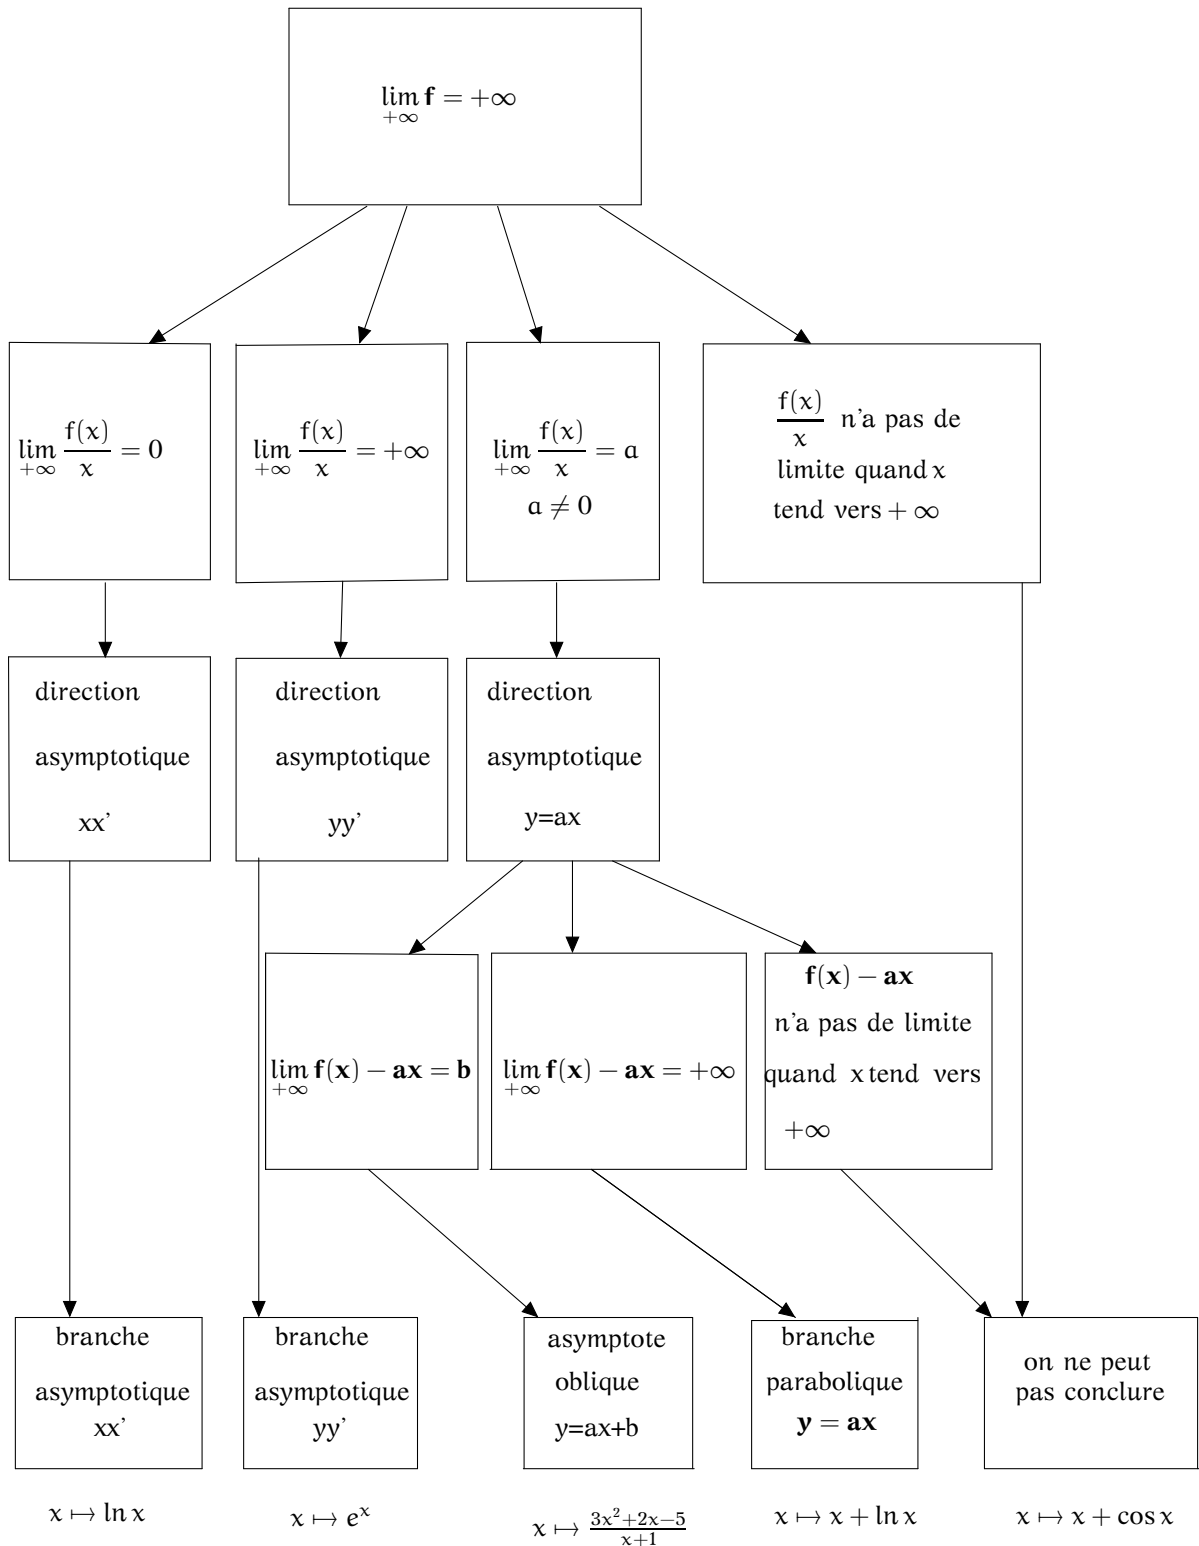 lim f = +∞
+∞
lim f(x)/x = 0
+∞
lim f(x)/x = +∞
+∞
lim f(x)/x = a
+∞
a ≠ 0
f(x)/x n'a pas de
limite quand x
tend vers + ∞
direction
asymptotique
xx'
direction
asymptotique
yy'
direction
asymptotique
y=ax
lim f(x) − ax = b
+∞
lim f(x) − ax = +∞
+∞
f(x) − ax
n'a pas de limite
quand x tend vers
+∞
branche
asymptotique
xx'
branche
asymptotique
yy'
asymptote
oblique
y=ax+b
branche
parabolique
y = ax
on ne peut
pas conclure
x ↦ ln x
x ↦ eˣ
x ↦ (3x²+2x−5)/(x+1)
x ↦ x + ln x
x ↦ x + cos x